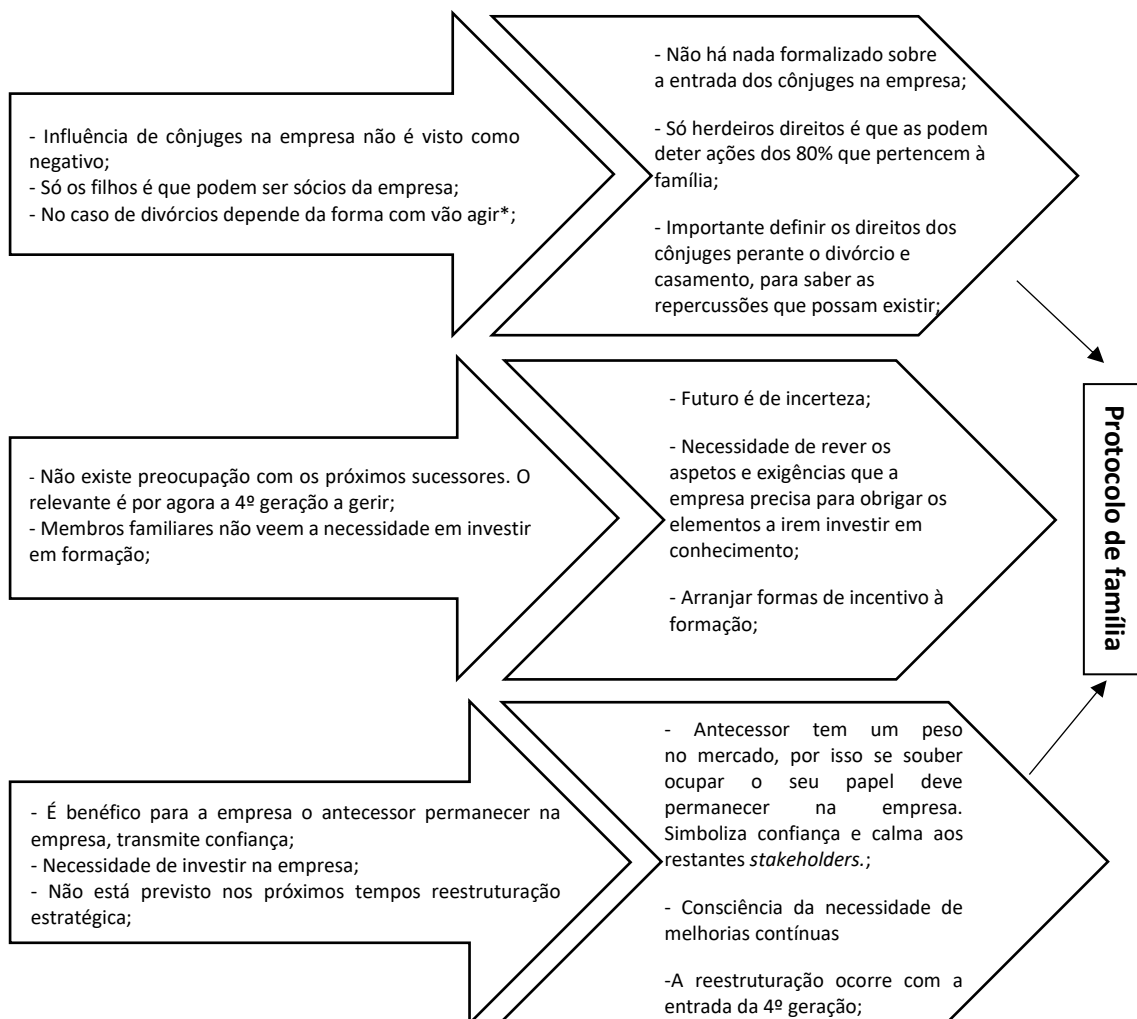 - Influência de cônjuges na empresa não é visto como
negativo;
- Só os filhos é que podem ser sócios da empresa;
- No caso de divórcios depende da forma com vão agir*;
- Não há nada formalizado sobre
a entrada dos cônjuges na empresa;
- Só herdeiros direitos é que as podem
deter ações dos 80% que pertencem à
família;
- Importante definir os direitos dos
cônjuges perante o divórcio e
casamento, para saber as
repercussões que possam existir;
- Não existe preocupação com os próximos sucessores. O
relevante é por agora a 4º geração a gerir;
- Membros familiares não veem a necessidade em investir
em formação;
- Futuro é de incerteza;
- Necessidade de rever os
aspetos e exigências que a
empresa precisa para obrigar os
elementos a irem investir em
conhecimento;
- Arranjar formas de incentivo à
formação;
- É benéfico para a empresa o antecessor permanecer na
empresa, transmite confiança;
- Necessidade de investir na empresa;
- Não está previsto nos próximos tempos reestruturação
estratégica;
- Antecessor tem um peso
no mercado, por isso se souber
ocupar o seu papel deve
permanecer na empresa.
Simboliza confiança e calma aos
restantes stakeholders.;
- Consciência da necessidade de
melhorias contínuas
-A reestruturação ocorre com a
entrada da 4º geração;
Protocolo de família